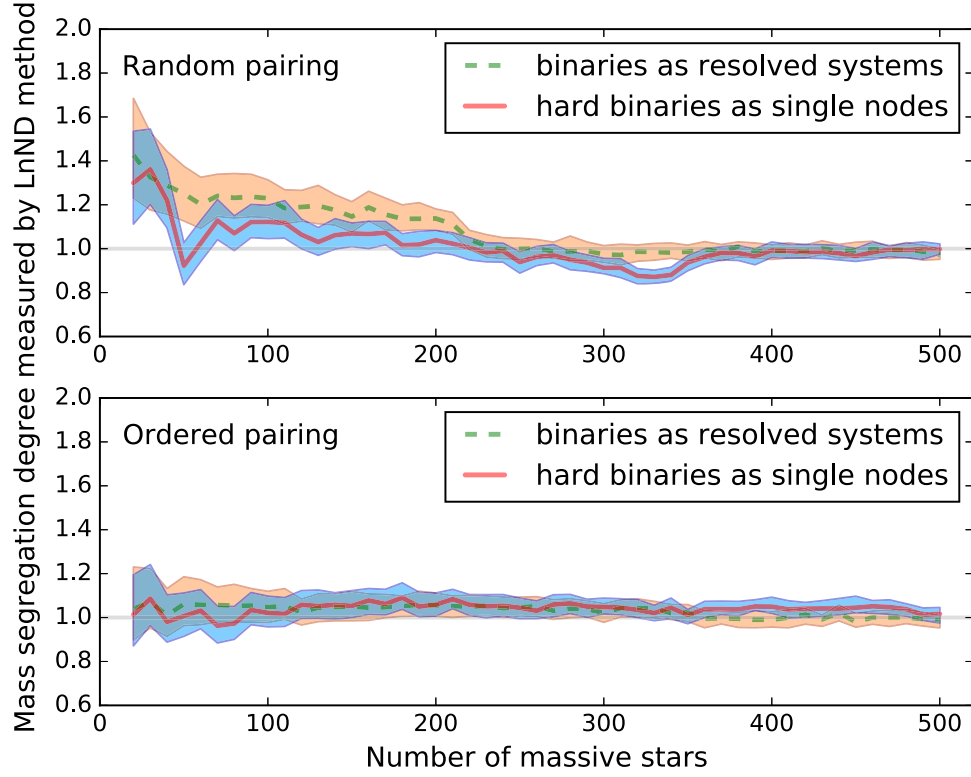 Mass segregation degree measured by LnND method
2.0
1.8
1.6
1.4
1.2
1.0
0.8
0.6
Random pairing
binaries as resolved systems
hard binaries as single nodes
0 100 200 300 400 500
2.0
1.8
1.6
1.4
1.2
1.0
0.8
0.6
Ordered pairing
binaries as resolved systems
hard binaries as single nodes
0 100 200 300 400 500
Number of massive stars